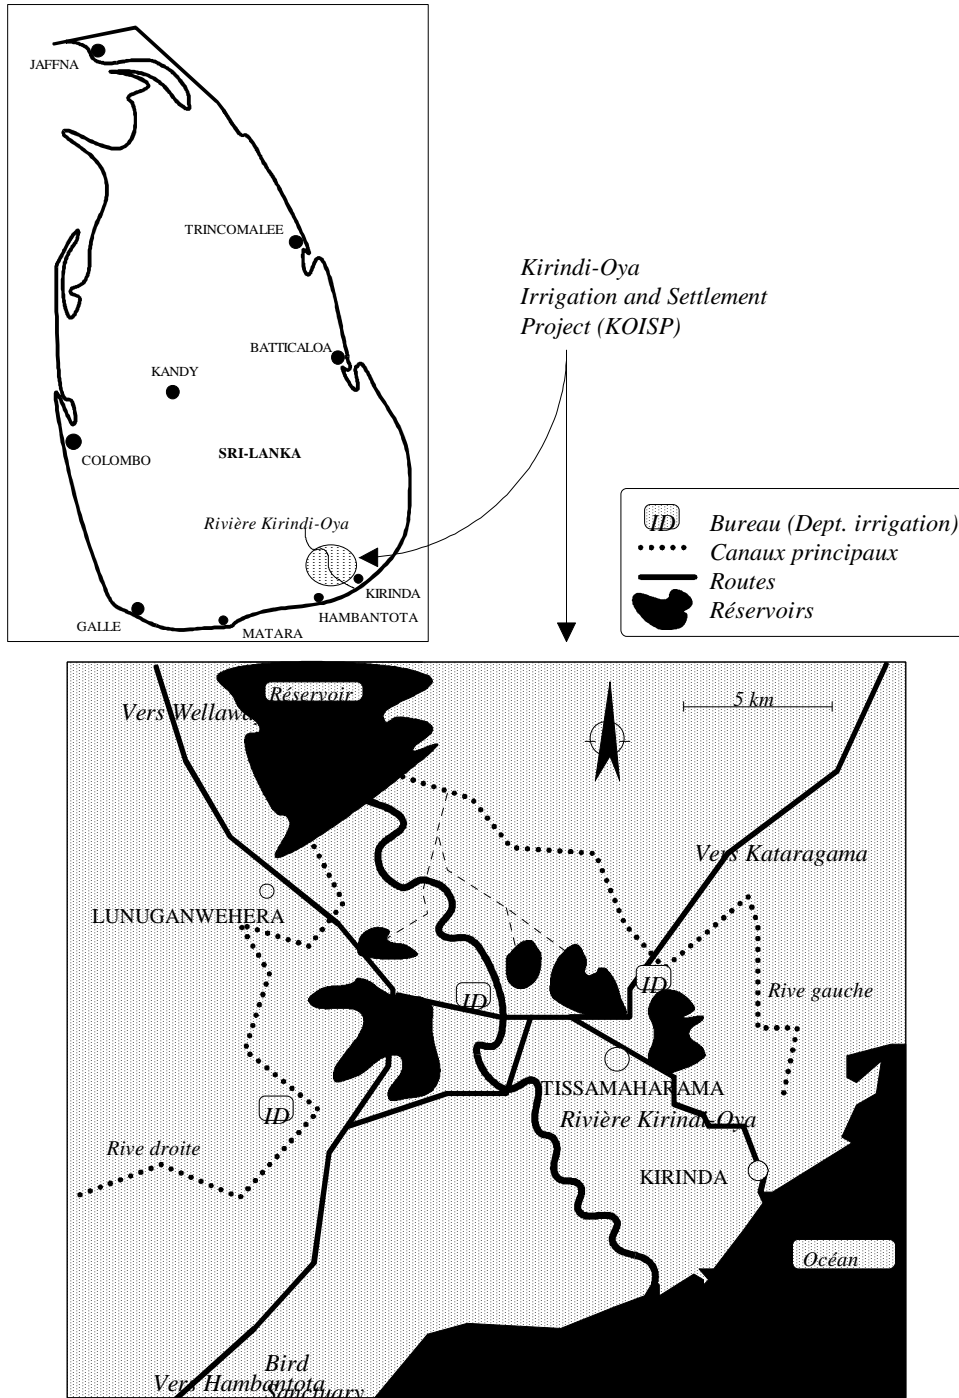 JAFFNA
TRINCOMALEE
BATTICALOA
KANDY
COLOMBO
SRI-LANKA
Rivière Kirindi-Oya
KIRINDA
HAMBANTOTA
GALLE
MATARA
Kirindi-Oya
Irrigation and Settlement
Project (KOISP)
ID Bureau (Dept. irrigation)
Canaux principaux
Routes
Réservoirs
Réservoir
Vers
5 km
Vers Kataragama
LUNUGANWEHERA
ID
ID
Rive gauche
TISSAMAHARAMA
ID
Rivière Kirindi-Oya
Rive droite
KIRINDA
Océan
Bird
Sanctuary
Vers Hambantota